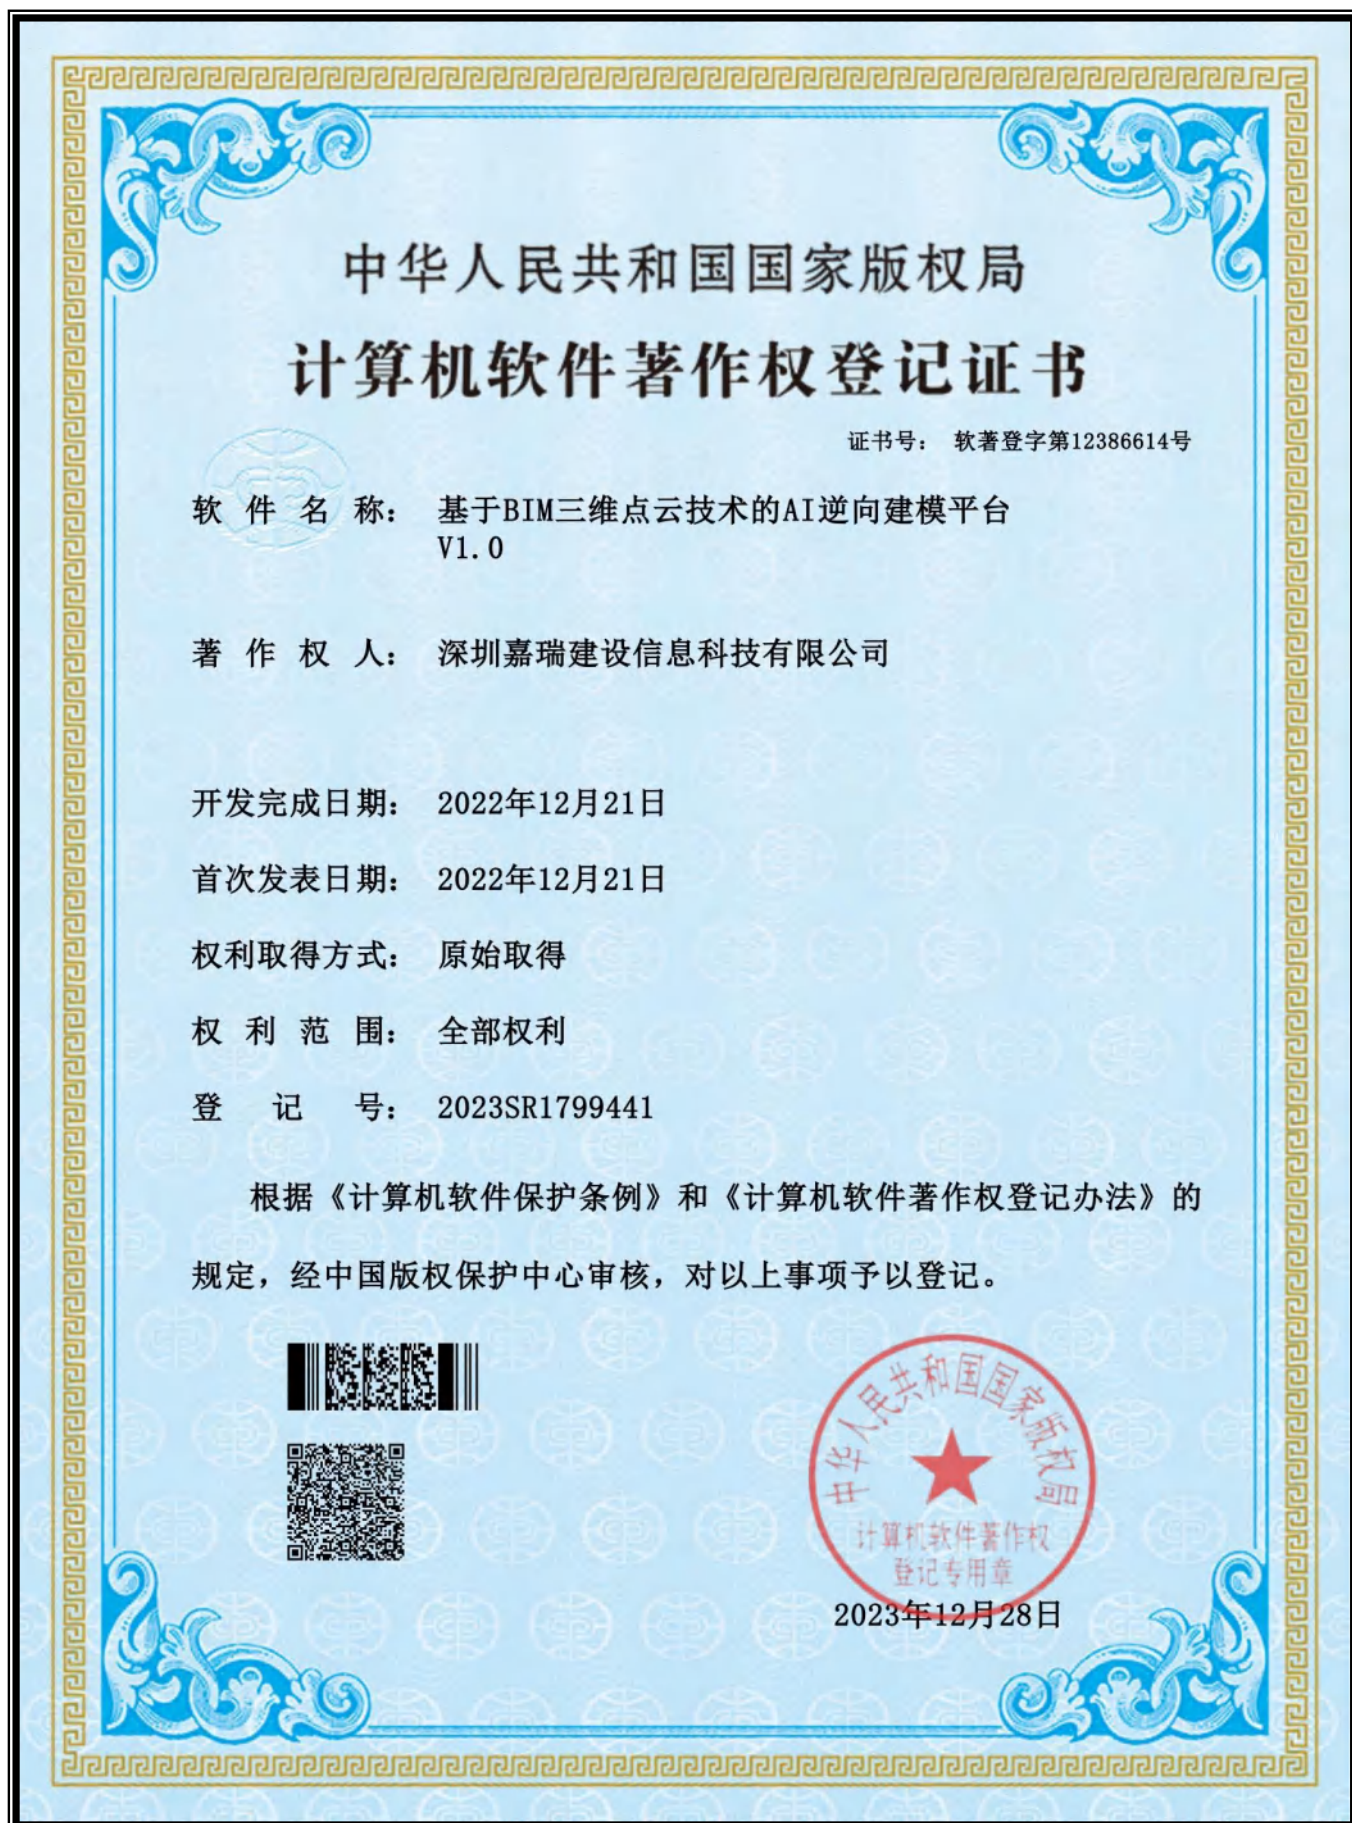 中华人民共和国国家版权局
计算机软件著作权登记证书
证书号： 软著登字第12386614号
软件名称： 基于BIM三维点云技术的AI逆向建模平台
V1.0
著作权人： 深圳嘉瑞建设信息科技有限公司
开发完成日期： 2022年12月21日
首次发表日期： 2022年12月21日
权利取得方式： 原始取得
权利范围： 全部权利
登记号： 2023SR1799441
根据《计算机软件保护条例》和《计算机软件著作权登记办法》的
规定，经中国版权保护中心审核，对以上事项予以登记。
中华人民共和国国家版权局
计算机软件著作权
登记专用章
2023年12月28日